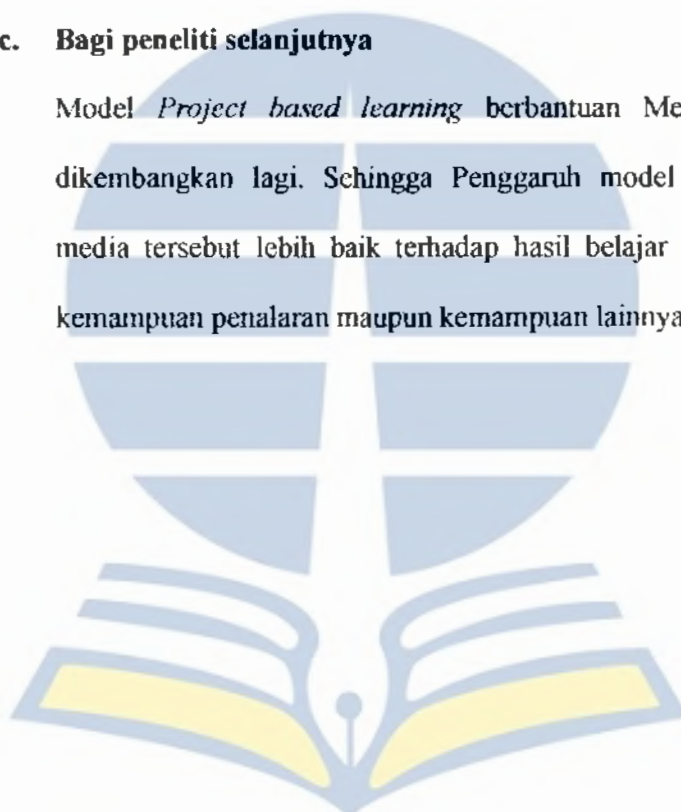 c. Bagi peneliti selanjutnya
Model Project based learning berbantuan Me
dikembangkan lagi. Sehingga Penggaruh model
media tersebut lebih baik terhadap hasil belajar
kemampuan penalaran maupun kemampuan lainnya